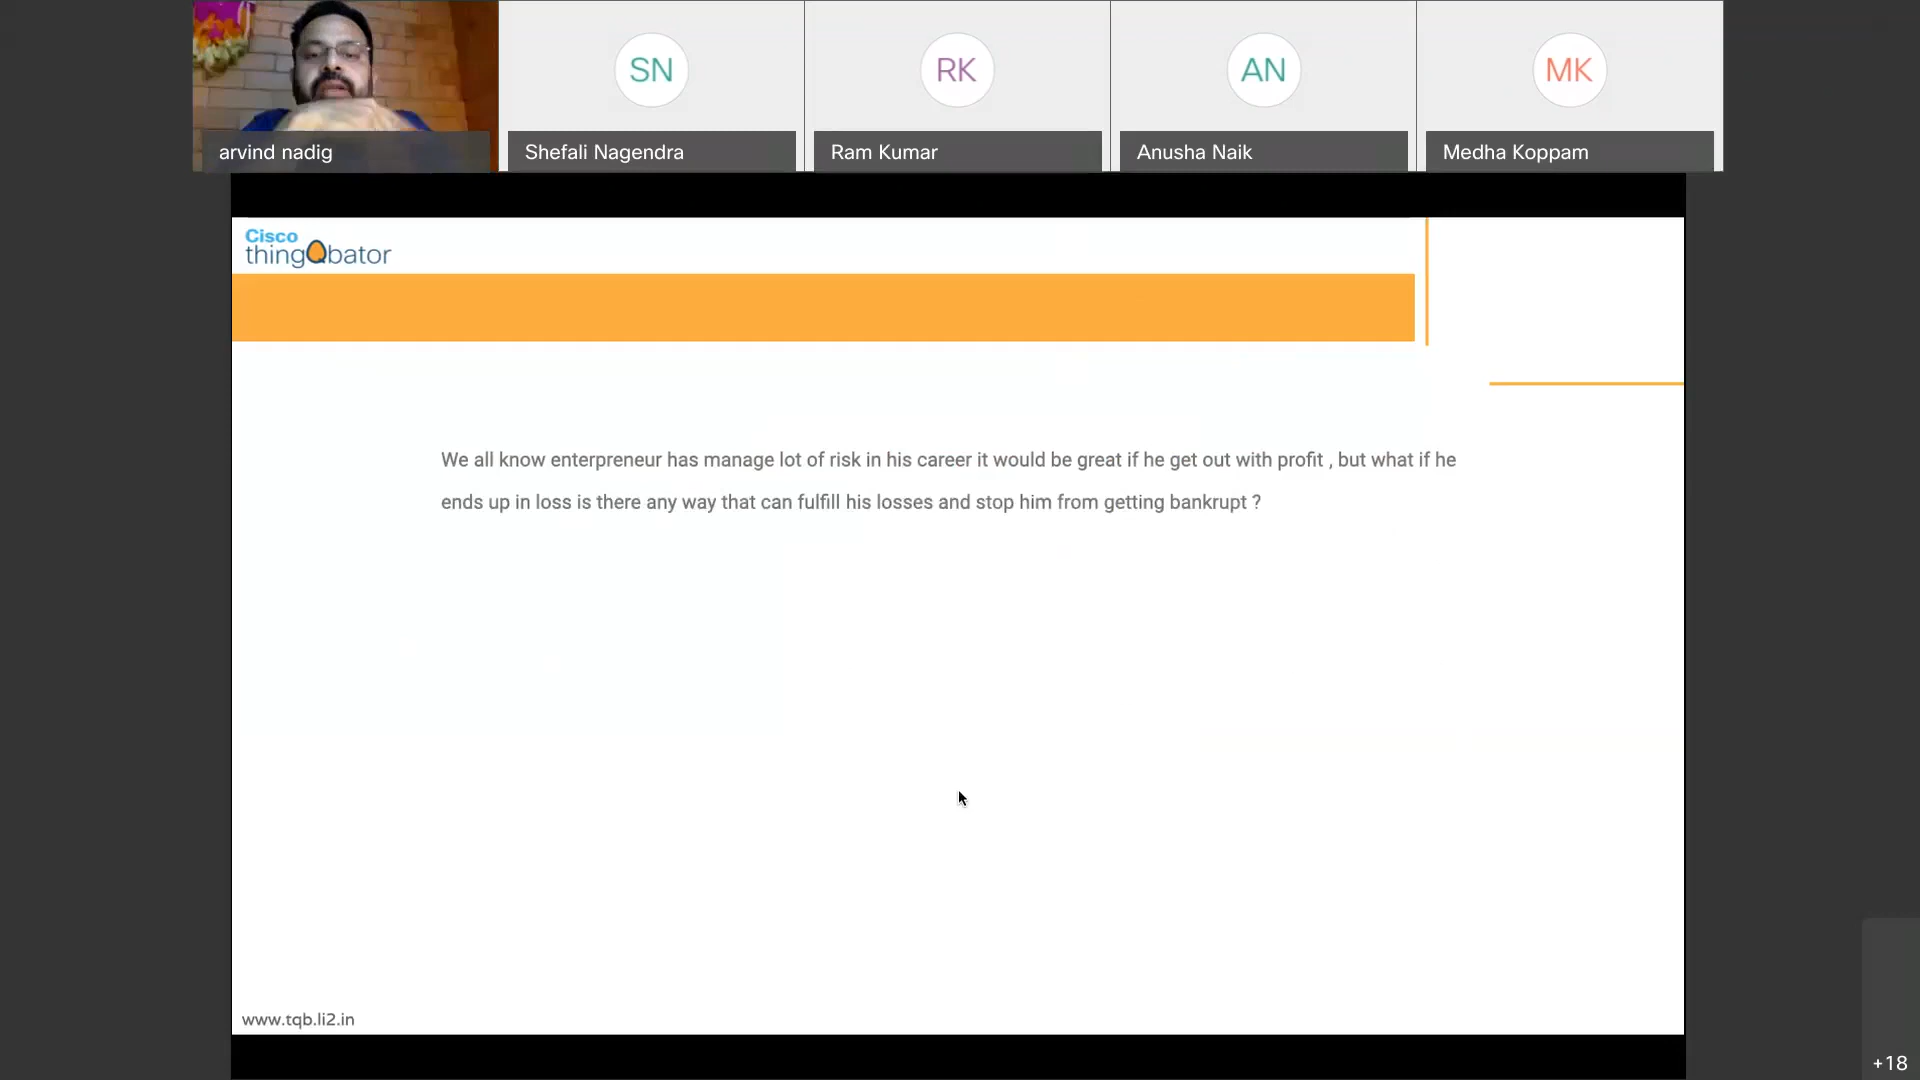 SN
RK
AN
MK
arvind nadig
Shefali Nagendra
Ram Kumar
Anusha Naik
Medha Koppam
Cisco
thingQbator
We all know enterpreneur has manage lot of risk in his career it would be great if he get out with profit , but what if he
ends up in loss is there any way that can fulfill his losses and stop him from getting bankrupt ?
www.tqb.li2.in
+18